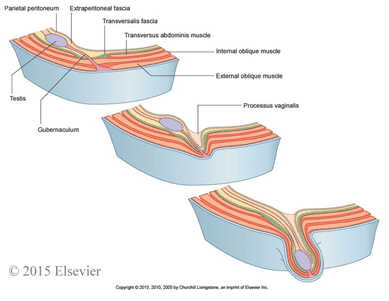 Parietal peritoneum
Extraperitoneal fascia
Transversalis fascia
Transversus abdominis muscle
Internal oblique muscle
External oblique muscle
Testis
Gubernaculum
Processus vaginalis
© 2015 Elsevier
Copyright © 2015, 2010, 2005 by Churchill Livingstone, an imprint of Elsevier Inc.